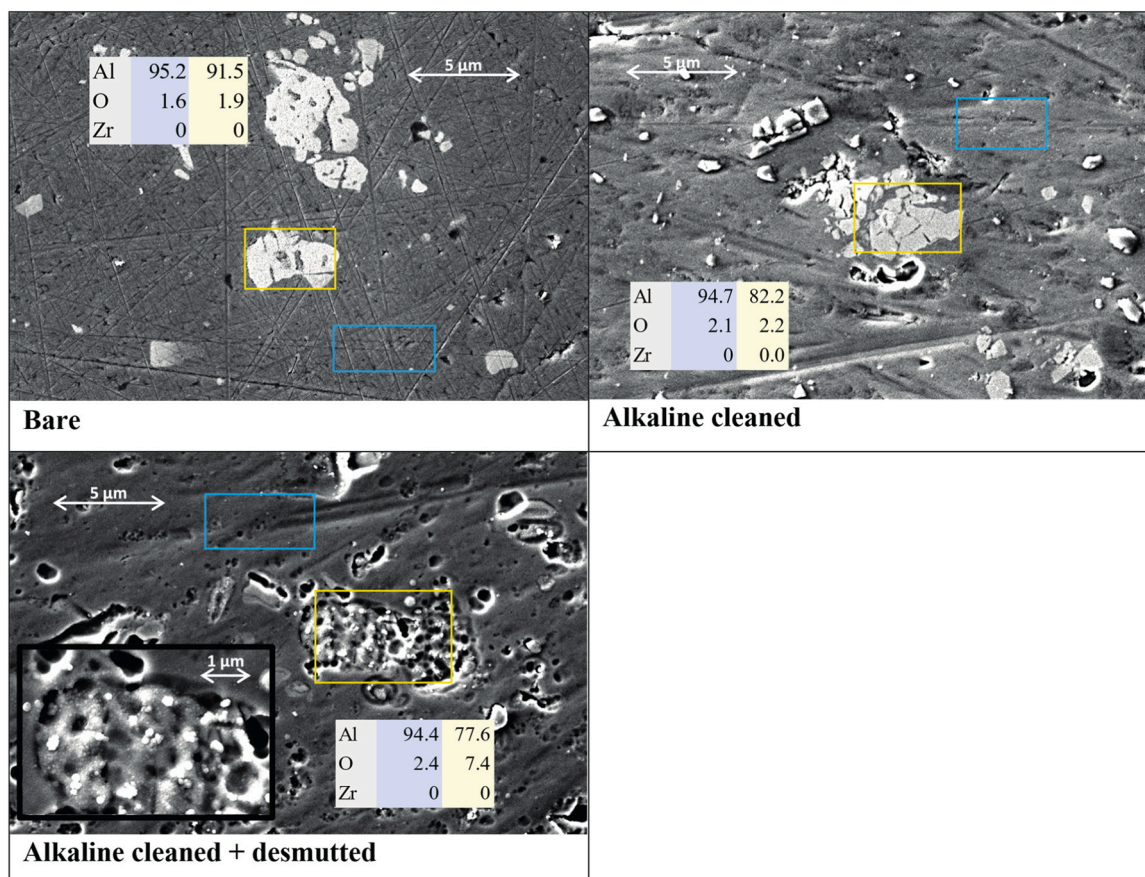 5 µm
Al 95.2 91.5
O 1.6 1.9
Zr 0 0
Bare
5 µm
Al 94.7 82.2
O 2.1 2.2
Zr 0 0.0
Alkaline cleaned
5 µm
1 µm
Al 94.4 77.6
O 2.4 7.4
Zr 0 0
Alkaline cleaned + desmutted